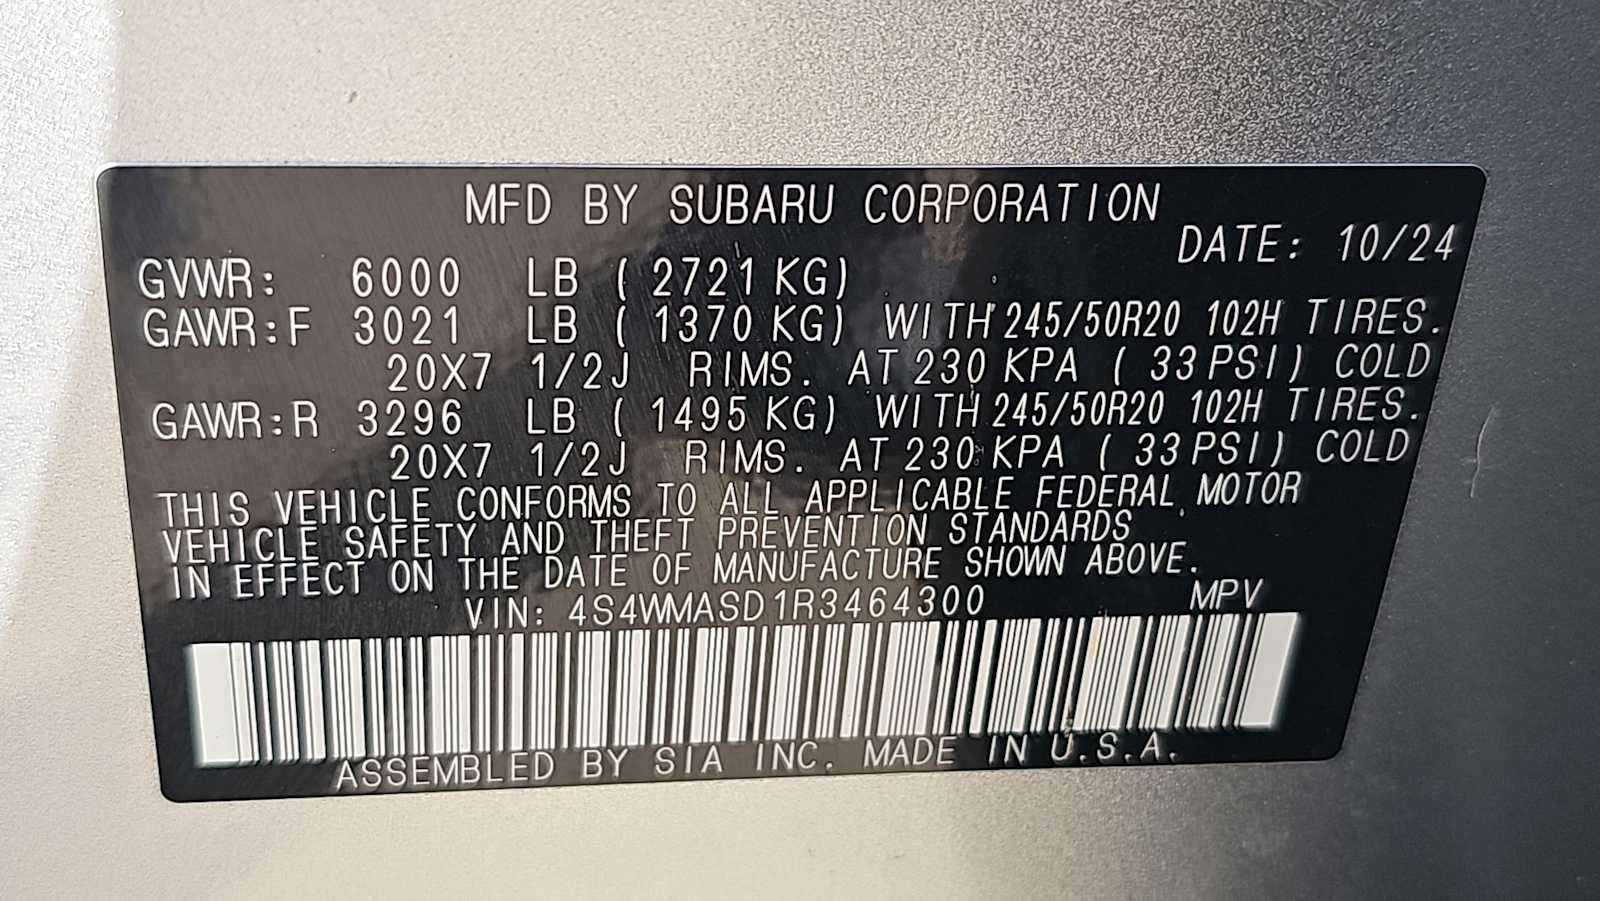 MFD BY SUBARU CORPORATION
DATE: 10/24
GVWR: 6000 LB ( 2721 KG)
GAWR:F 3021 LB ( 1370 KG) WITH 245/50R20 102H TIRES.
20X7 1/2J RIMS. AT 230 KPA ( 33 PSI) COLD
GAWR:R 3296 LB ( 1495 KG) WITH 245/50R20 102H TIRES.
20X7 1/2J RIMS. AT 230 KPA ( 33 PSI) COLD
THIS VEHICLE CONFORMS TO ALL APPLICABLE FEDERAL MOTOR
VEHICLE SAFETY AND THEFT PREVENTION STANDARDS
IN EFFECT ON THE DATE OF MANUFACTURE SHOWN ABOVE.
VIN: 4S4WMASD1R3464300 MPV
ASSEMBLED BY SIA INC. MADE IN U.S.A.